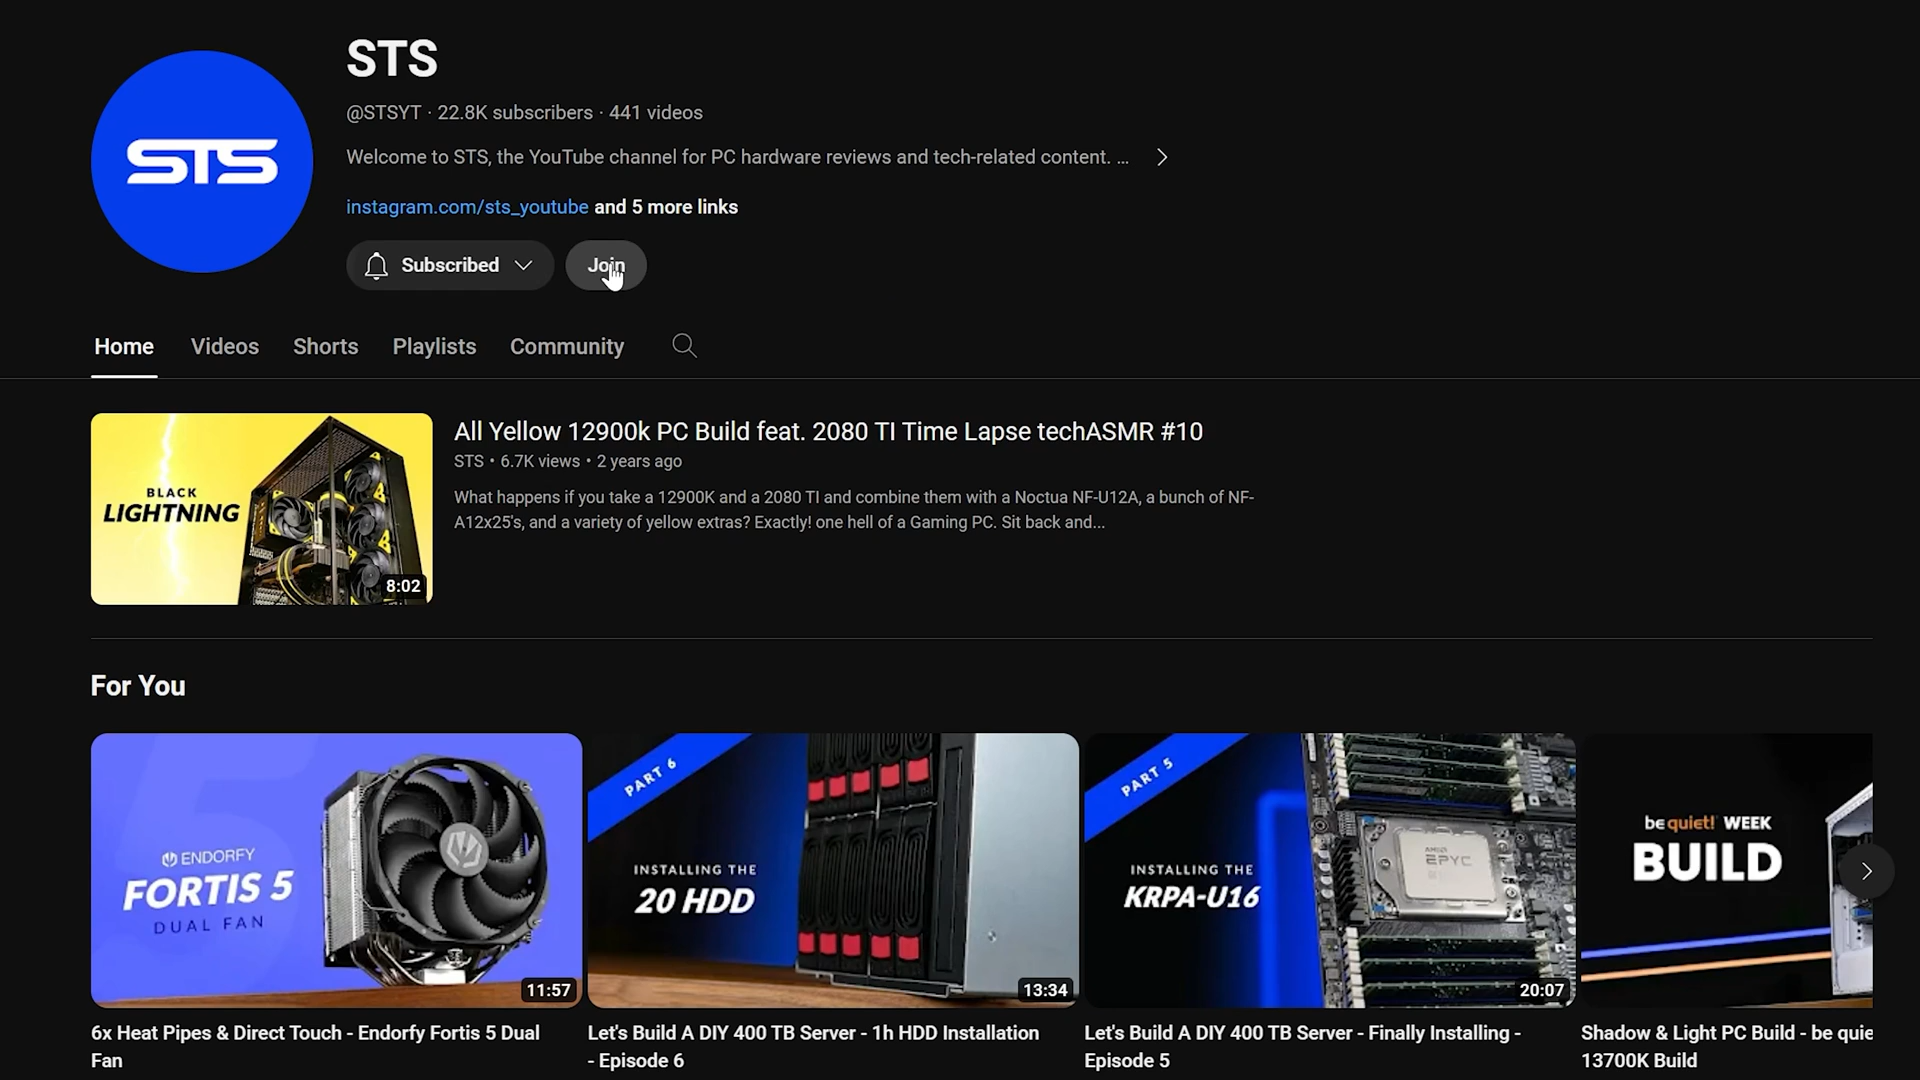 STS
STS
@STSYT · 22.8K subscribers · 441 videos
Welcome to STS, the YouTube channel for PC hardware reviews and tech-related content. ...
instagram.com/sts_youtube and 5 more links
Subscribed
Join
Home
Videos
Shorts
Playlists
Community
BLACK
LIGHTNING
8:02
All Yellow 12900k PC Build feat. 2080 TI Time Lapse techASMR #10
STS • 6.7K views • 2 years ago
What happens if you take a 12900K and a 2080 TI and combine them with a Noctua NF-U12A, a bunch of NF-
A12x25's, and a variety of yellow extras? Exactly! one hell of a Gaming PC. Sit back and...
For You
ENDORFY
FORTIS 5
DUAL FAN
11:57
6x Heat Pipes & Direct Touch - Endorfy Fortis 5 Dual
Fan
PART 6
INSTALLING THE
20 HDD
13:34
Let's Build A DIY 400 TB Server - 1h HDD Installation
- Episode 6
PART 5
INSTALLING THE
KRPA-U16
AMD
EPYC
20:07
Let's Build A DIY 400 TB Server - Finally Installing -
Episode 5
be quiet! WEEK
BUILD
Shadow & Light PC Build - be quie
13700K Build